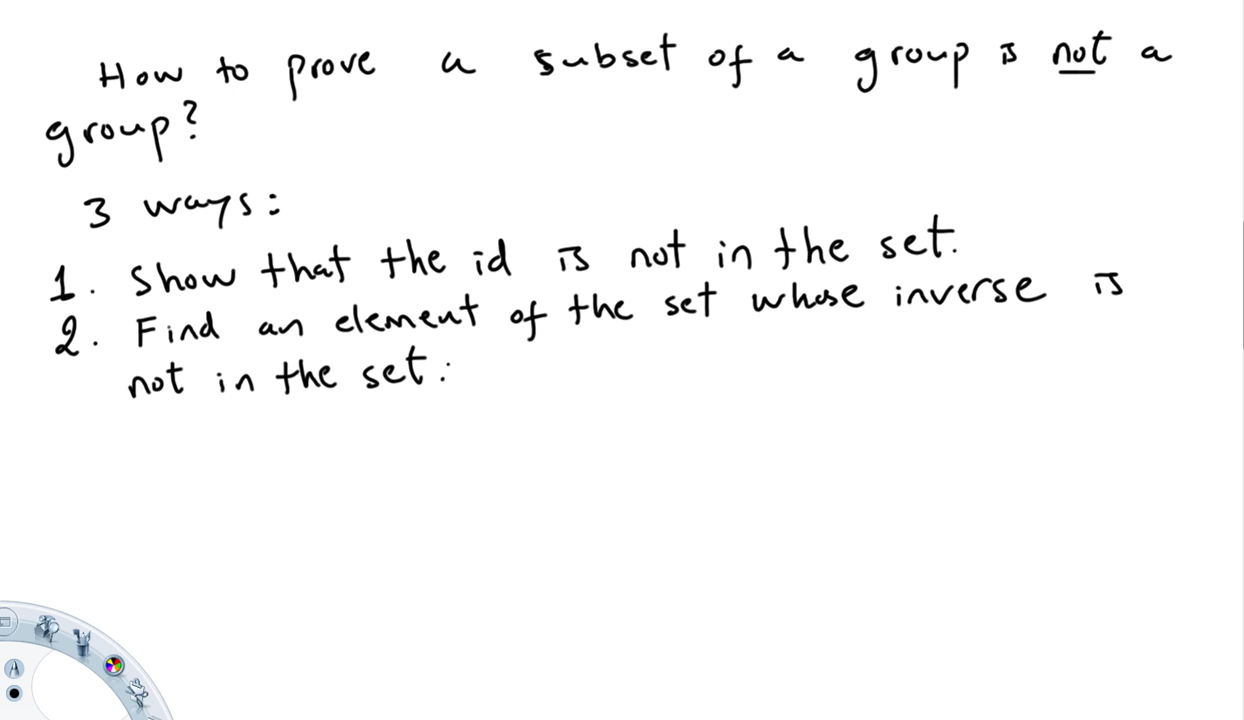 How to prove a subset of a group is not a
group?
3 ways:
1. Show that the id is not in the set.
2. Find an element of the set whose inverse is
not in the set.